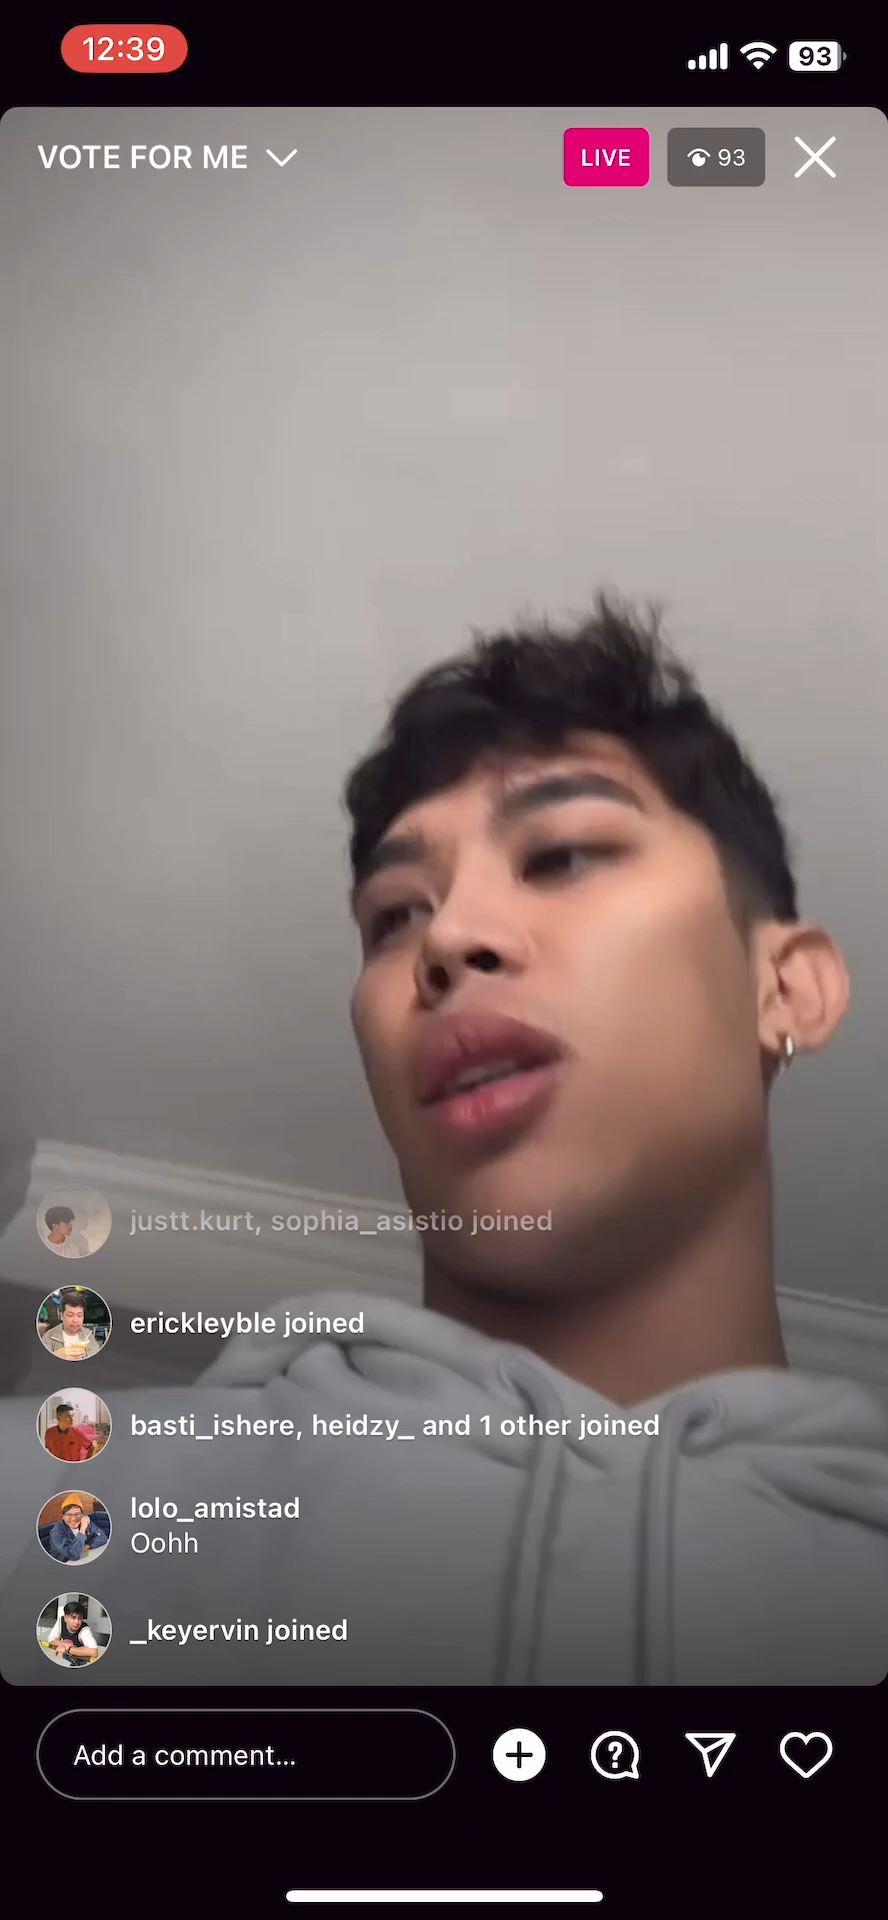 12:39
93
VOTE FOR ME
LIVE
93
justt.kurt, sophia_asistio joined
erickleyble joined
basti_ishere, heidzy_ and 1 other joined
lolo_amistad
Oohh
_keyervin joined
Add a comment...